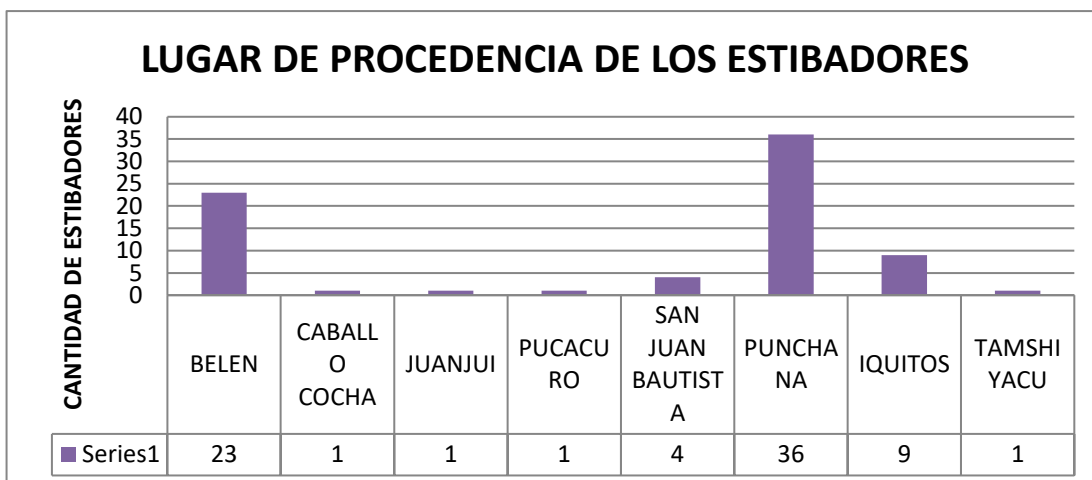 LUGAR DE PROCEDENCIA DE LOS ESTIBADORES
CANTIDAD DE ESTIBADORES
40
35
30
25
20
15
10
5
0
BELEN
CABALL
O
COCHA
JUANJUI
PUCACU
RO
SAN
JUAN
BAUTIST
A
PUNCHA
NA
IQUITOS
TAMSHI
YACU
Series1 23 1 1 1 4 36 9 1